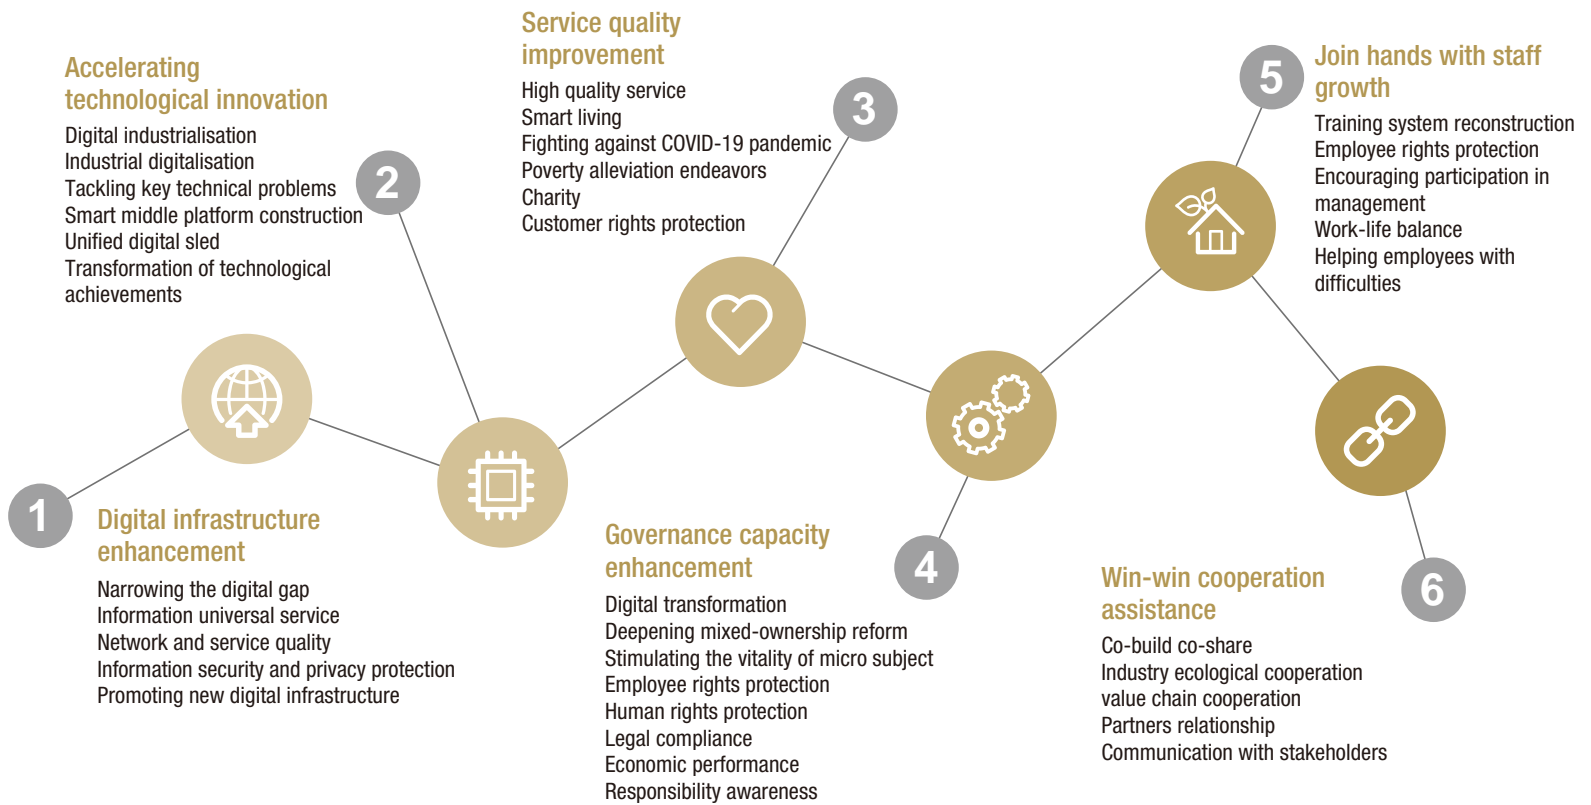 1
Digital infrastructure
enhancement
Narrowing the digital gap
Information universal service
Network and service quality
Information security and privacy protection
Promoting new digital infrastructure
2
Accelerating
technological innovation
Digital industrialisation
Industrial digitalisation
Tackling key technical problems
Smart middle platform construction
Unified digital sled
Transformation of technological
achievements
3
Service quality
improvement
High quality service
Smart living
Fighting against COVID-19 pandemic
Poverty alleviation endeavors
Charity
Customer rights protection
4
Governance capacity
enhancement
Digital transformation
Deepening mixed-ownership reform
Stimulating the vitality of micro subject
Employee rights protection
Human rights protection
Legal compliance
Economic performance
Responsibility awareness
5
Join hands with staff
growth
Training system reconstruction
Employee rights protection
Encouraging participation in
management
Work-life balance
Helping employees with
difficulties
6
Win-win cooperation
assistance
Co-build co-share
Industry ecological cooperation
value chain cooperation
Partners relationship
Communication with stakeholders